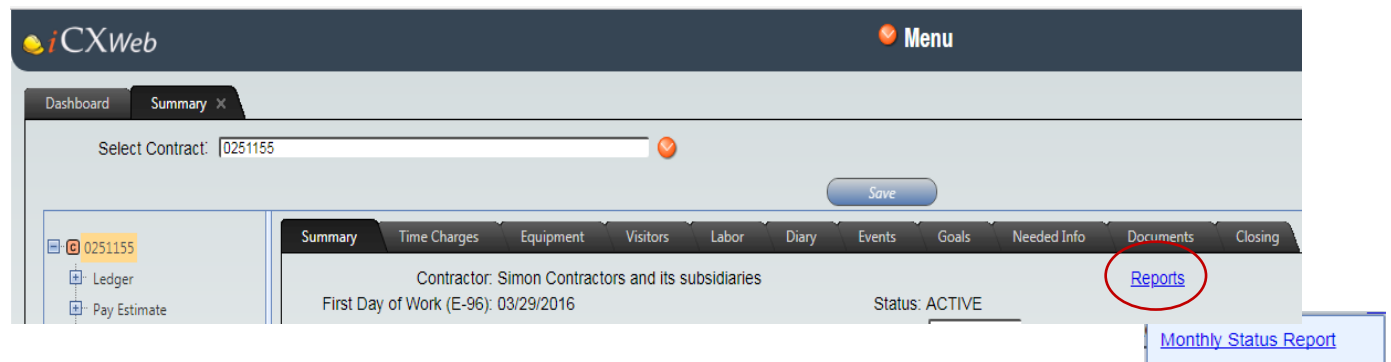 iCXWeb Menu
Dashboard Summary ×
Select Contract: 0251155
Save
C 0251155
Summary Time Charges Equipment Visitors Labor Diary Events Goals Needed Info Documents Closing
Ledger
Contractor: Simon Contractors and its subsidiaries Reports
Pay Estimate
First Day of Work (E-96): 03/29/2016 Status: ACTIVE
Monthly Status Report